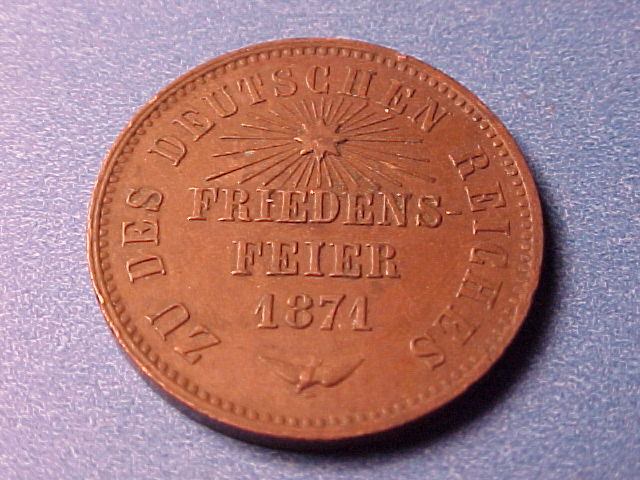 ZU DES DEUTSCHEN REICHES
FRIEDENS-
FEIER
1871